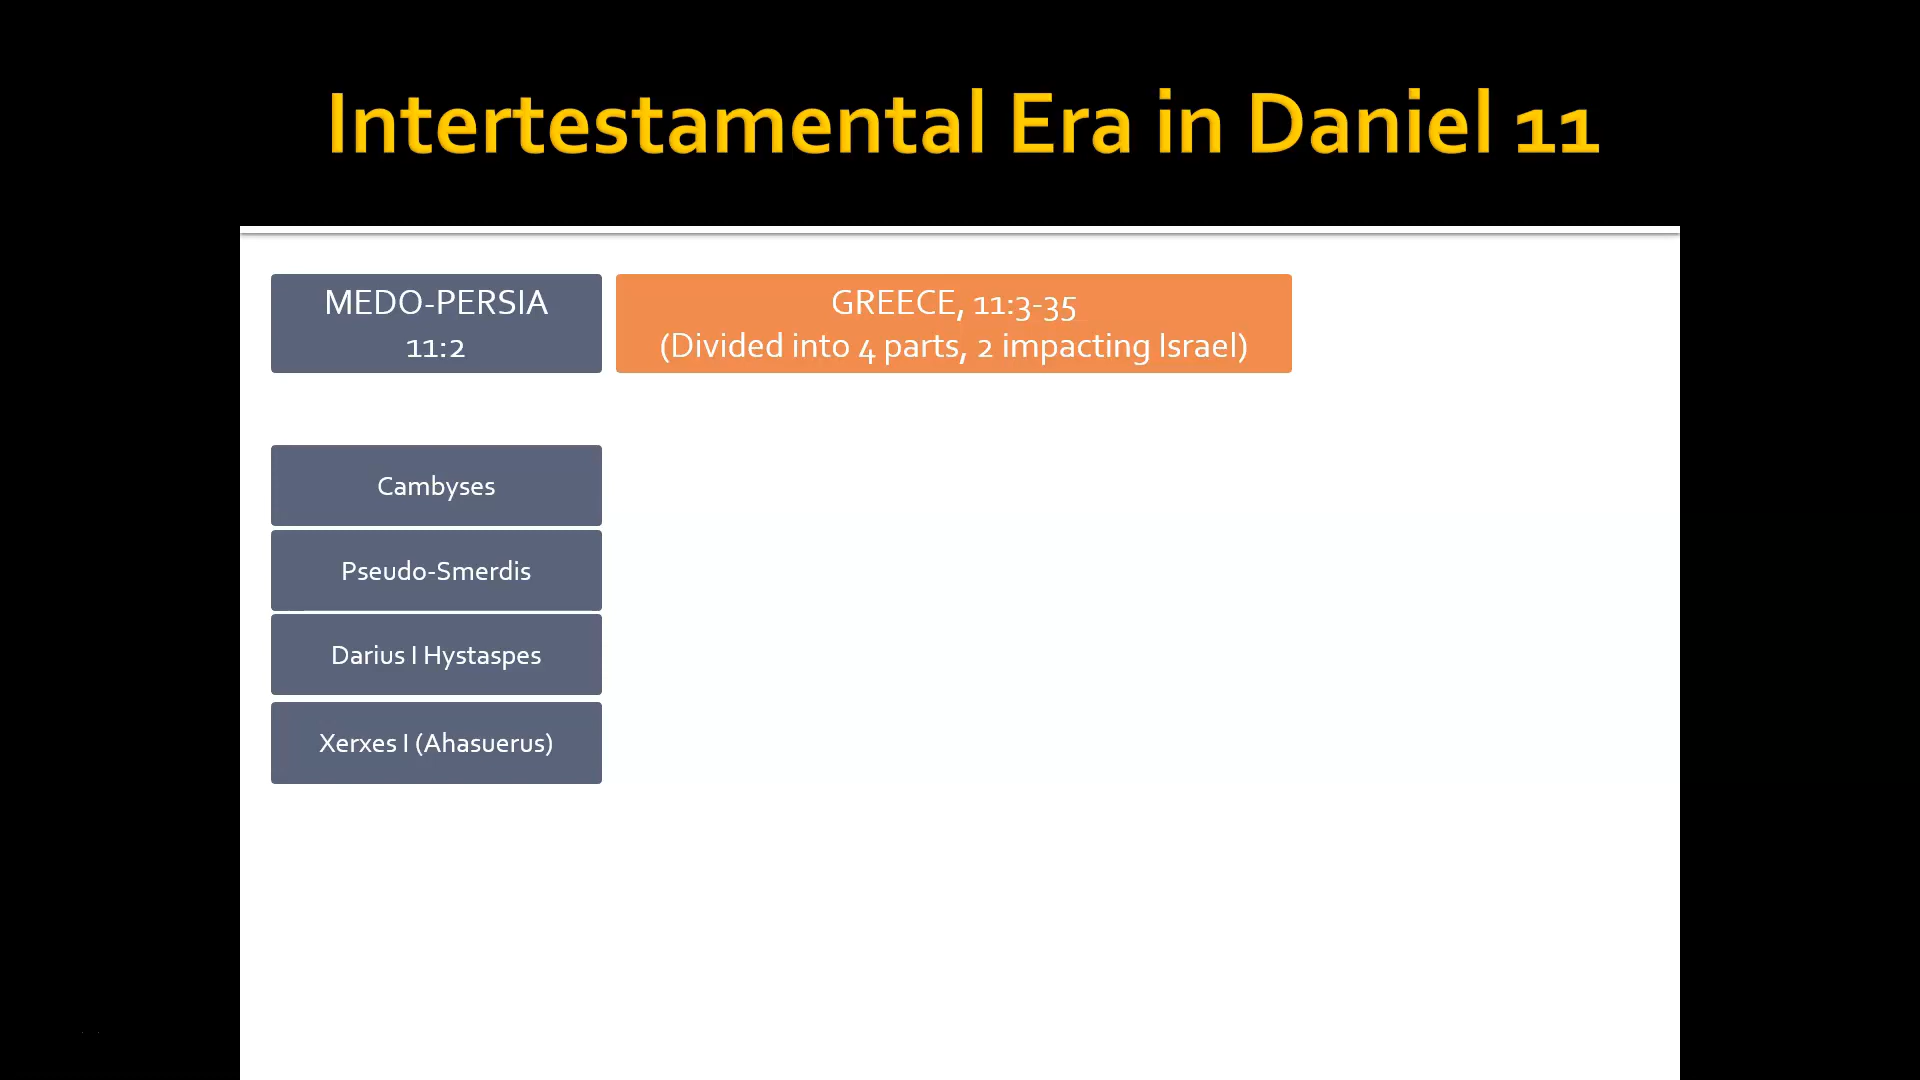 Intertestamental Era in Daniel 11
MEDO-PERSIA
11:2
GREECE, 11:3-35
(Divided into 4 parts, 2 impacting Israel)
Cambyses
Pseudo-Smerdis
Darius I Hystaspes
Xerxes I (Ahasuerus)